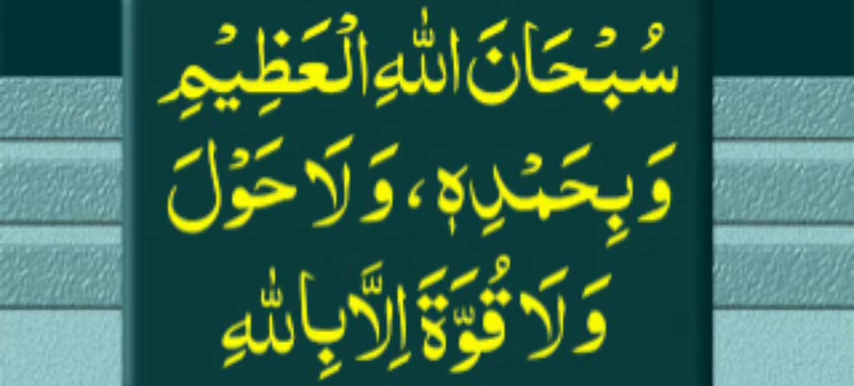 سُبْحَانَ اللّٰهِ الْعَظِيْمِ
وَبِحَمْدِهٖ، وَلَا حَوْلَ
وَلَا قُوَّةَ اِلَّا بِاللّٰهِ